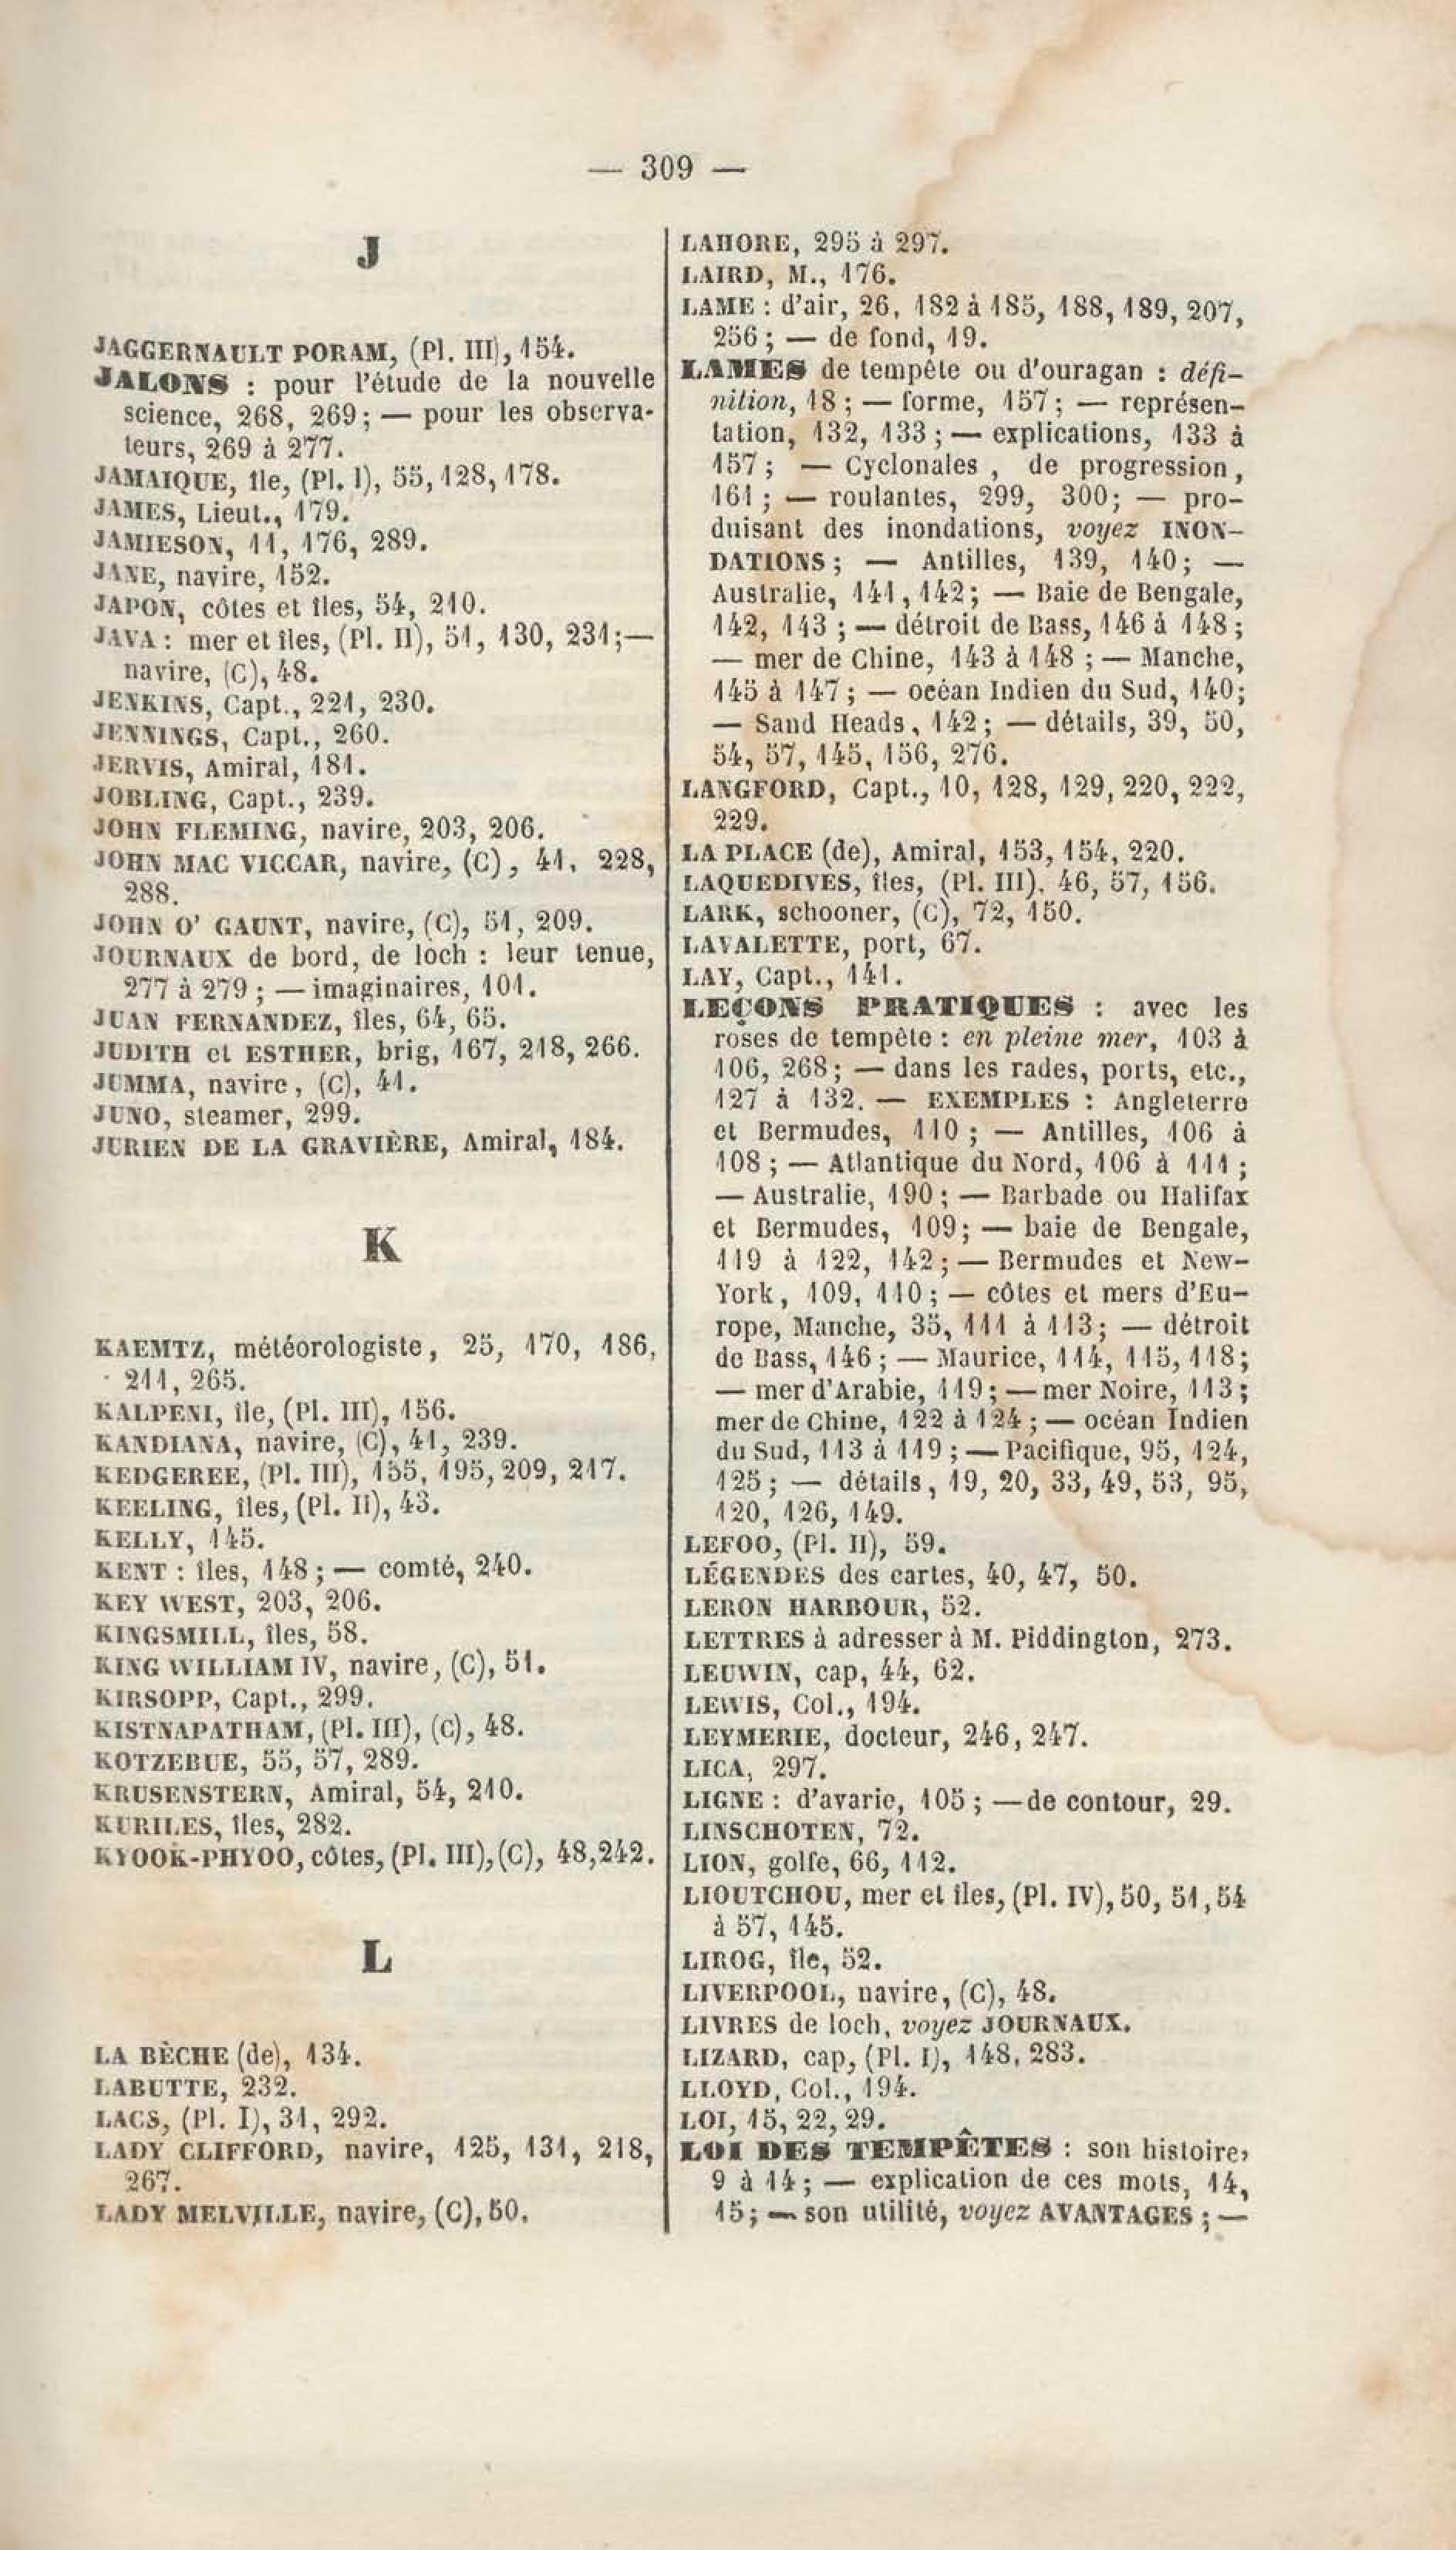 — 309 —
J
JAGGERNAULT PORAM, (Pl. III), 154.
JALONS : pour l'étude de la nouvelle
science, 268, 269; — pour les observa-
teurs, 269 à 277.
JAMAIQUE, île, (Pl. I), 55, 128, 178.
JAMES, Lieut., 179.
JAMIESON, 11, 176, 289.
JANE, navire, 152.
JAPON, côtes et îles, 54, 210.
JAVA : mer et îles, (Pl. II), 51, 130, 231;—
navire, (C), 48.
JENKINS, Capt., 221, 230.
JENNINGS, Capt., 260.
JERVIS, Amiral, 181.
JOBLING, Capt., 239.
JOHN FLEMING, navire, 203, 206.
JOHN MAC VICCAR, navire, (C), 41, 228,
288.
JOHN O' GAUNT, navire, (C), 51, 209.
JOURNAUX de bord, de loch : leur tenue,
277 à 279 ; — imaginaires, 101.
JUAN FERNANDEZ, îles, 64, 65.
JUDITH et ESTHER, brig, 167, 218, 266.
JUMMA, navire, (C), 41.
JUNO, steamer, 299.
JURIEN DE LA GRAVIÈRE, Amiral, 184.
K
KAEMTZ, météorologiste, 25, 170, 186,
211, 265.
KALPENI, île, (Pl. III), 156.
KANDIANA, navire, (C), 41, 239.
KEDGEREE, (Pl. III), 155, 195, 209, 217.
KEELING, îles, (Pl. II), 43.
KELLY, 145.
KENT : îles, 148 ; — comté, 240.
KEY WEST, 203, 206.
KINGSMILL, îles, 58.
KING WILLIAM IV, navire, (C), 51.
KIRSOPP, Capt., 299.
KISTNAPATHAM, (Pl. III), (C), 48.
KOTZEBUE, 55, 57, 289.
KRUSENSTERN, Amiral, 54, 210.
KURILES, îles, 282.
KYOOK-PHYOO, côtes, (Pl. III), (C), 48,242.
L
LA BÈCHE (de), 134.
LABUTTE, 232.
LACS, (Pl. I), 31, 292.
LADY CLIFFORD, navire, 125, 131, 218,
267.
LADY MELVILLE, navire, (C), 50.
LAHORE, 295 à 297.
LAIRD, M., 176.
LAME : d'air, 26, 182 à 185, 188, 189, 207,
256 ; — de fond, 19.
LAMES de tempête ou d'ouragan : défi-
nition, 18 ; — forme, 157 ; — représen-
tation, 132, 133 ; — explications, 133 à
157 ; — Cyclonales , de progression,
161 ; — roulantes, 299, 300; — pro-
duisant des inondations, voyez INON-
DATIONS ; — Antilles, 139, 140; —
Australie, 141, 142; — Baie de Bengale,
142, 143 ; — détroit de Bass, 146 à 148 ;
— mer de Chine, 143 à 148 ; — Manche,
145 à 147 ; — océan Indien du Sud, 140;
— Sand Heads, 142 ; — détails, 39, 50,
54, 57, 145, 156, 276.
LANGFORD, Capt., 10, 128, 129, 220, 222,
229.
LA PLACE (de), Amiral, 153, 154, 220.
LAQUEDIVES, îles, (Pl. III), 46, 57, 156.
LARK, schooner, (C), 72, 150.
LAVALETTE, port, 67.
LAY, Capt., 141.
LEÇONS PRATIQUES : avec les
roses de tempête : en pleine mer, 103 à
106, 268; — dans les rades, ports, etc.,
127 à 132. — EXEMPLES : Angleterre
et Bermudes, 110 ; — Antilles, 106 à
108 ; — Atlantique du Nord, 106 à 111 ;
— Australie, 190 ; — Barbade ou Halifax
et Bermudes, 109; — baie de Bengale,
119 à 122, 142; — Bermudes et New-
York, 109, 110 ; — côtes et mers d'Eu-
rope, Manche, 35, 111 à 113; — détroit
de Bass, 146 ; — Maurice, 114, 115, 118;
— mer d'Arabie, 119; — mer Noire, 113;
mer de Chine, 122 à 124 ; — océan Indien
du Sud, 113 à 119 ; — Pacifique, 95, 124,
125 ; — détails, 19, 20, 33, 49, 53, 95,
120, 126, 149.
LEFOO, (Pl. II), 59.
LÉGENDES des cartes, 40, 47, 50.
LERON HARBOUR, 52.
LETTRES à adresser à M. Piddington, 273.
LEUWIN, cap, 44, 62.
LEWIS, Col., 194.
LEYMERIE, docteur, 246, 247.
LICA, 297.
LIGNE : d'avarie, 105 ; — de contour, 29.
LINSCHOTEN, 72.
LION, golfe, 66, 112.
LIOUTCHOU, mer et îles, (Pl. IV), 50, 51, 54
à 57, 145.
LIROG, île, 52.
LIVERPOOL, navire, (C), 48.
LIVRES de loch, voyez JOURNAUX.
LIZARD, cap, (Pl. I), 148, 283.
LLOYD, Col., 194.
LOI, 15, 22, 29.
LOI DES TEMPÊTES : son histoire,
9 à 14 ; — explication de ces mots, 14,
15 ; — son utilité, voyez AVANTAGES ; —